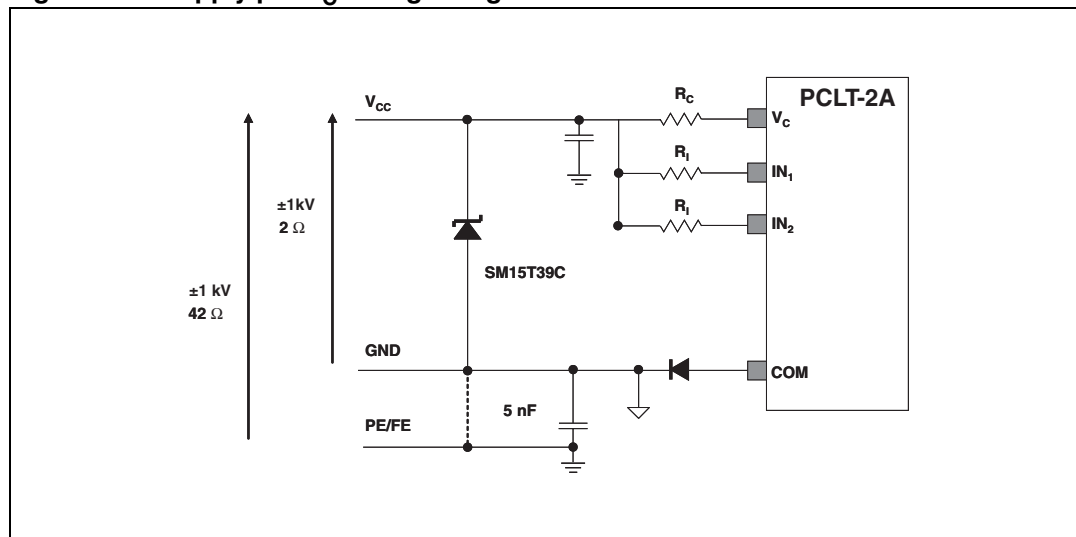 PCLT-2A
V_CC
R_C
V_C
R_I
IN_1
±1kV
2 Ω
R_I
IN_2
SM15T39C
±1 kV
42 Ω
GND
COM
5 nF
PE/FE